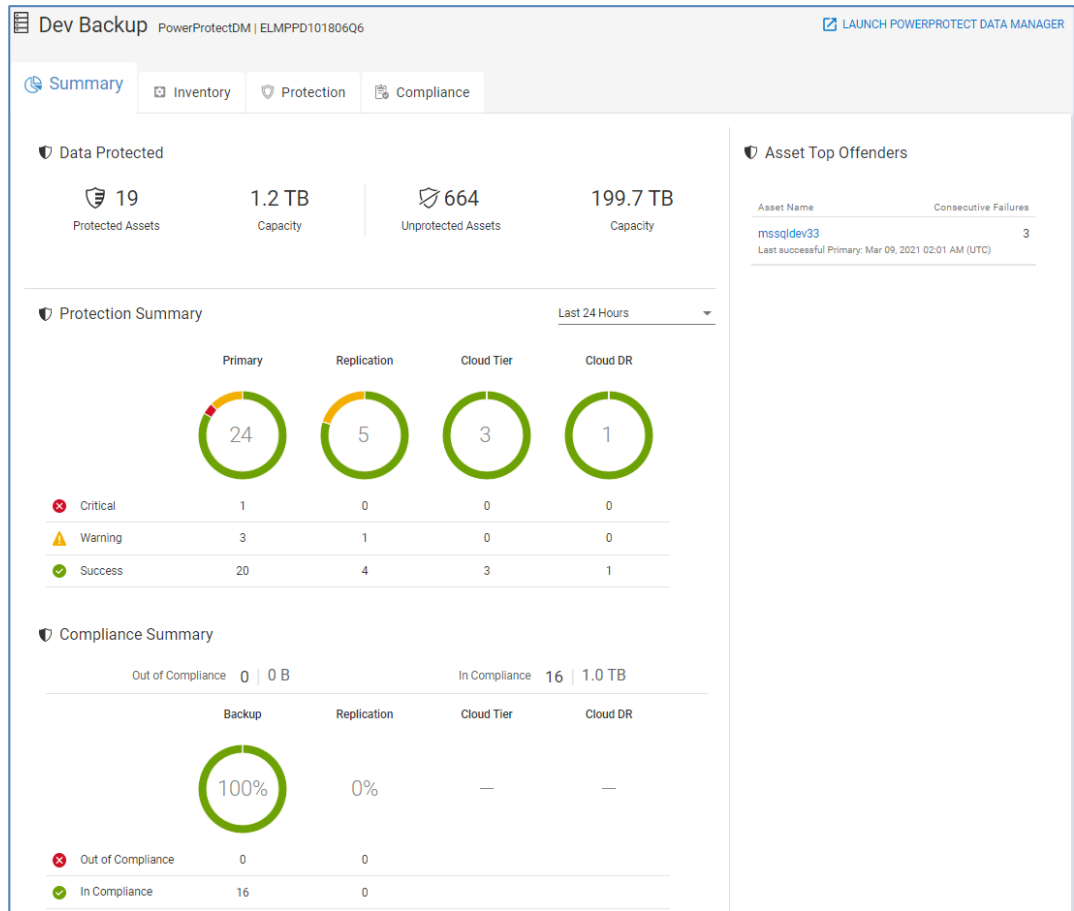 Dev Backup PowerProtectDM | ELMPPD101806Q6
LAUNCH POWERPROTECT DATA MANAGER
Summary
Inventory
Protection
Compliance
Data Protected
19
Protected Assets
1.2 TB
Capacity
664
Unprotected Assets
199.7 TB
Capacity
Protection Summary
Last 24 Hours
Primary Replication Cloud Tier Cloud DR
24 5 3 1
Critical 1 0 0 0
Warning 3 1 0 0
Success 20 4 3 1
Compliance Summary
Out of Compliance 0 | 0 B In Compliance 16 | 1.0 TB
Backup Replication Cloud Tier Cloud DR
100% 0% — —
Out of Compliance 0 0
In Compliance 16 0
Asset Top Offenders
Asset Name Consecutive Failures
mssqldev33 3
Last successful Primary: Mar 09, 2021 02:01 AM (UTC)